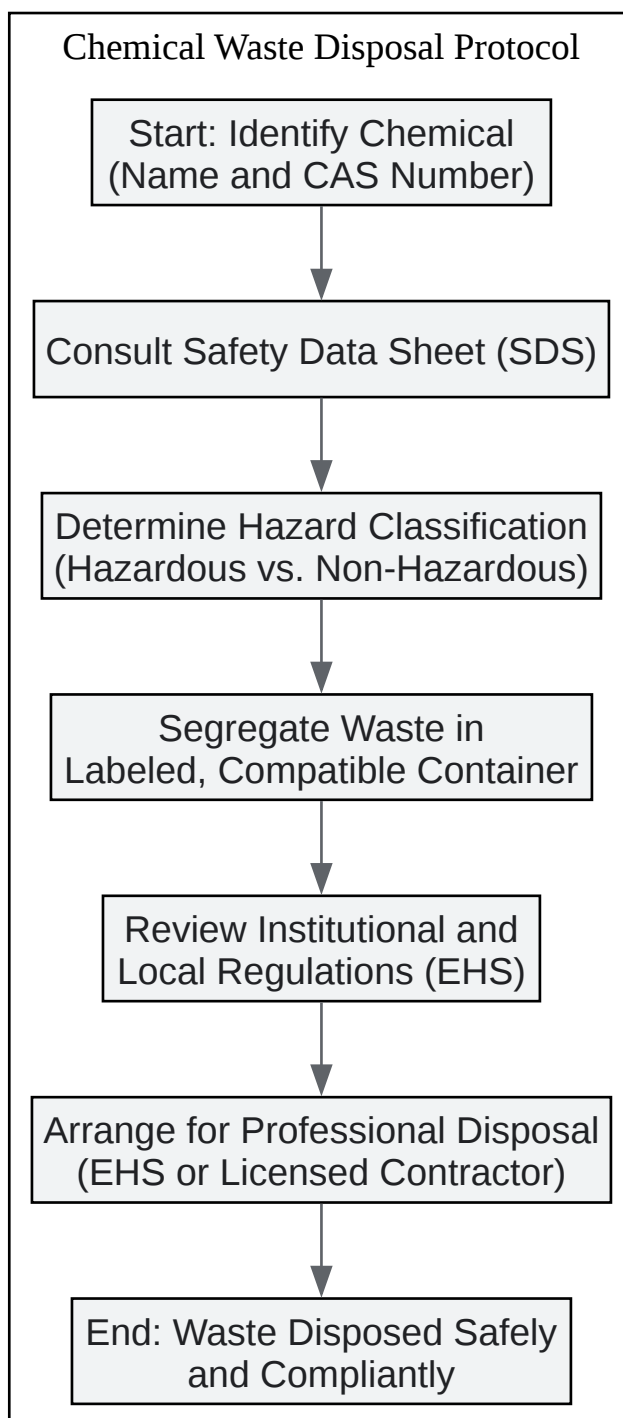 Chemical Waste Disposal Protocol
Start: Identify Chemical
(Name and CAS Number)
Consult Safety Data Sheet (SDS)
Determine Hazard Classification
(Hazardous vs. Non-Hazardous)
Segregate Waste in
Labeled, Compatible Container
Review Institutional and
Local Regulations (EHS)
Arrange for Professional Disposal
(EHS or Licensed Contractor)
End: Waste Disposed Safely
and Compliantly